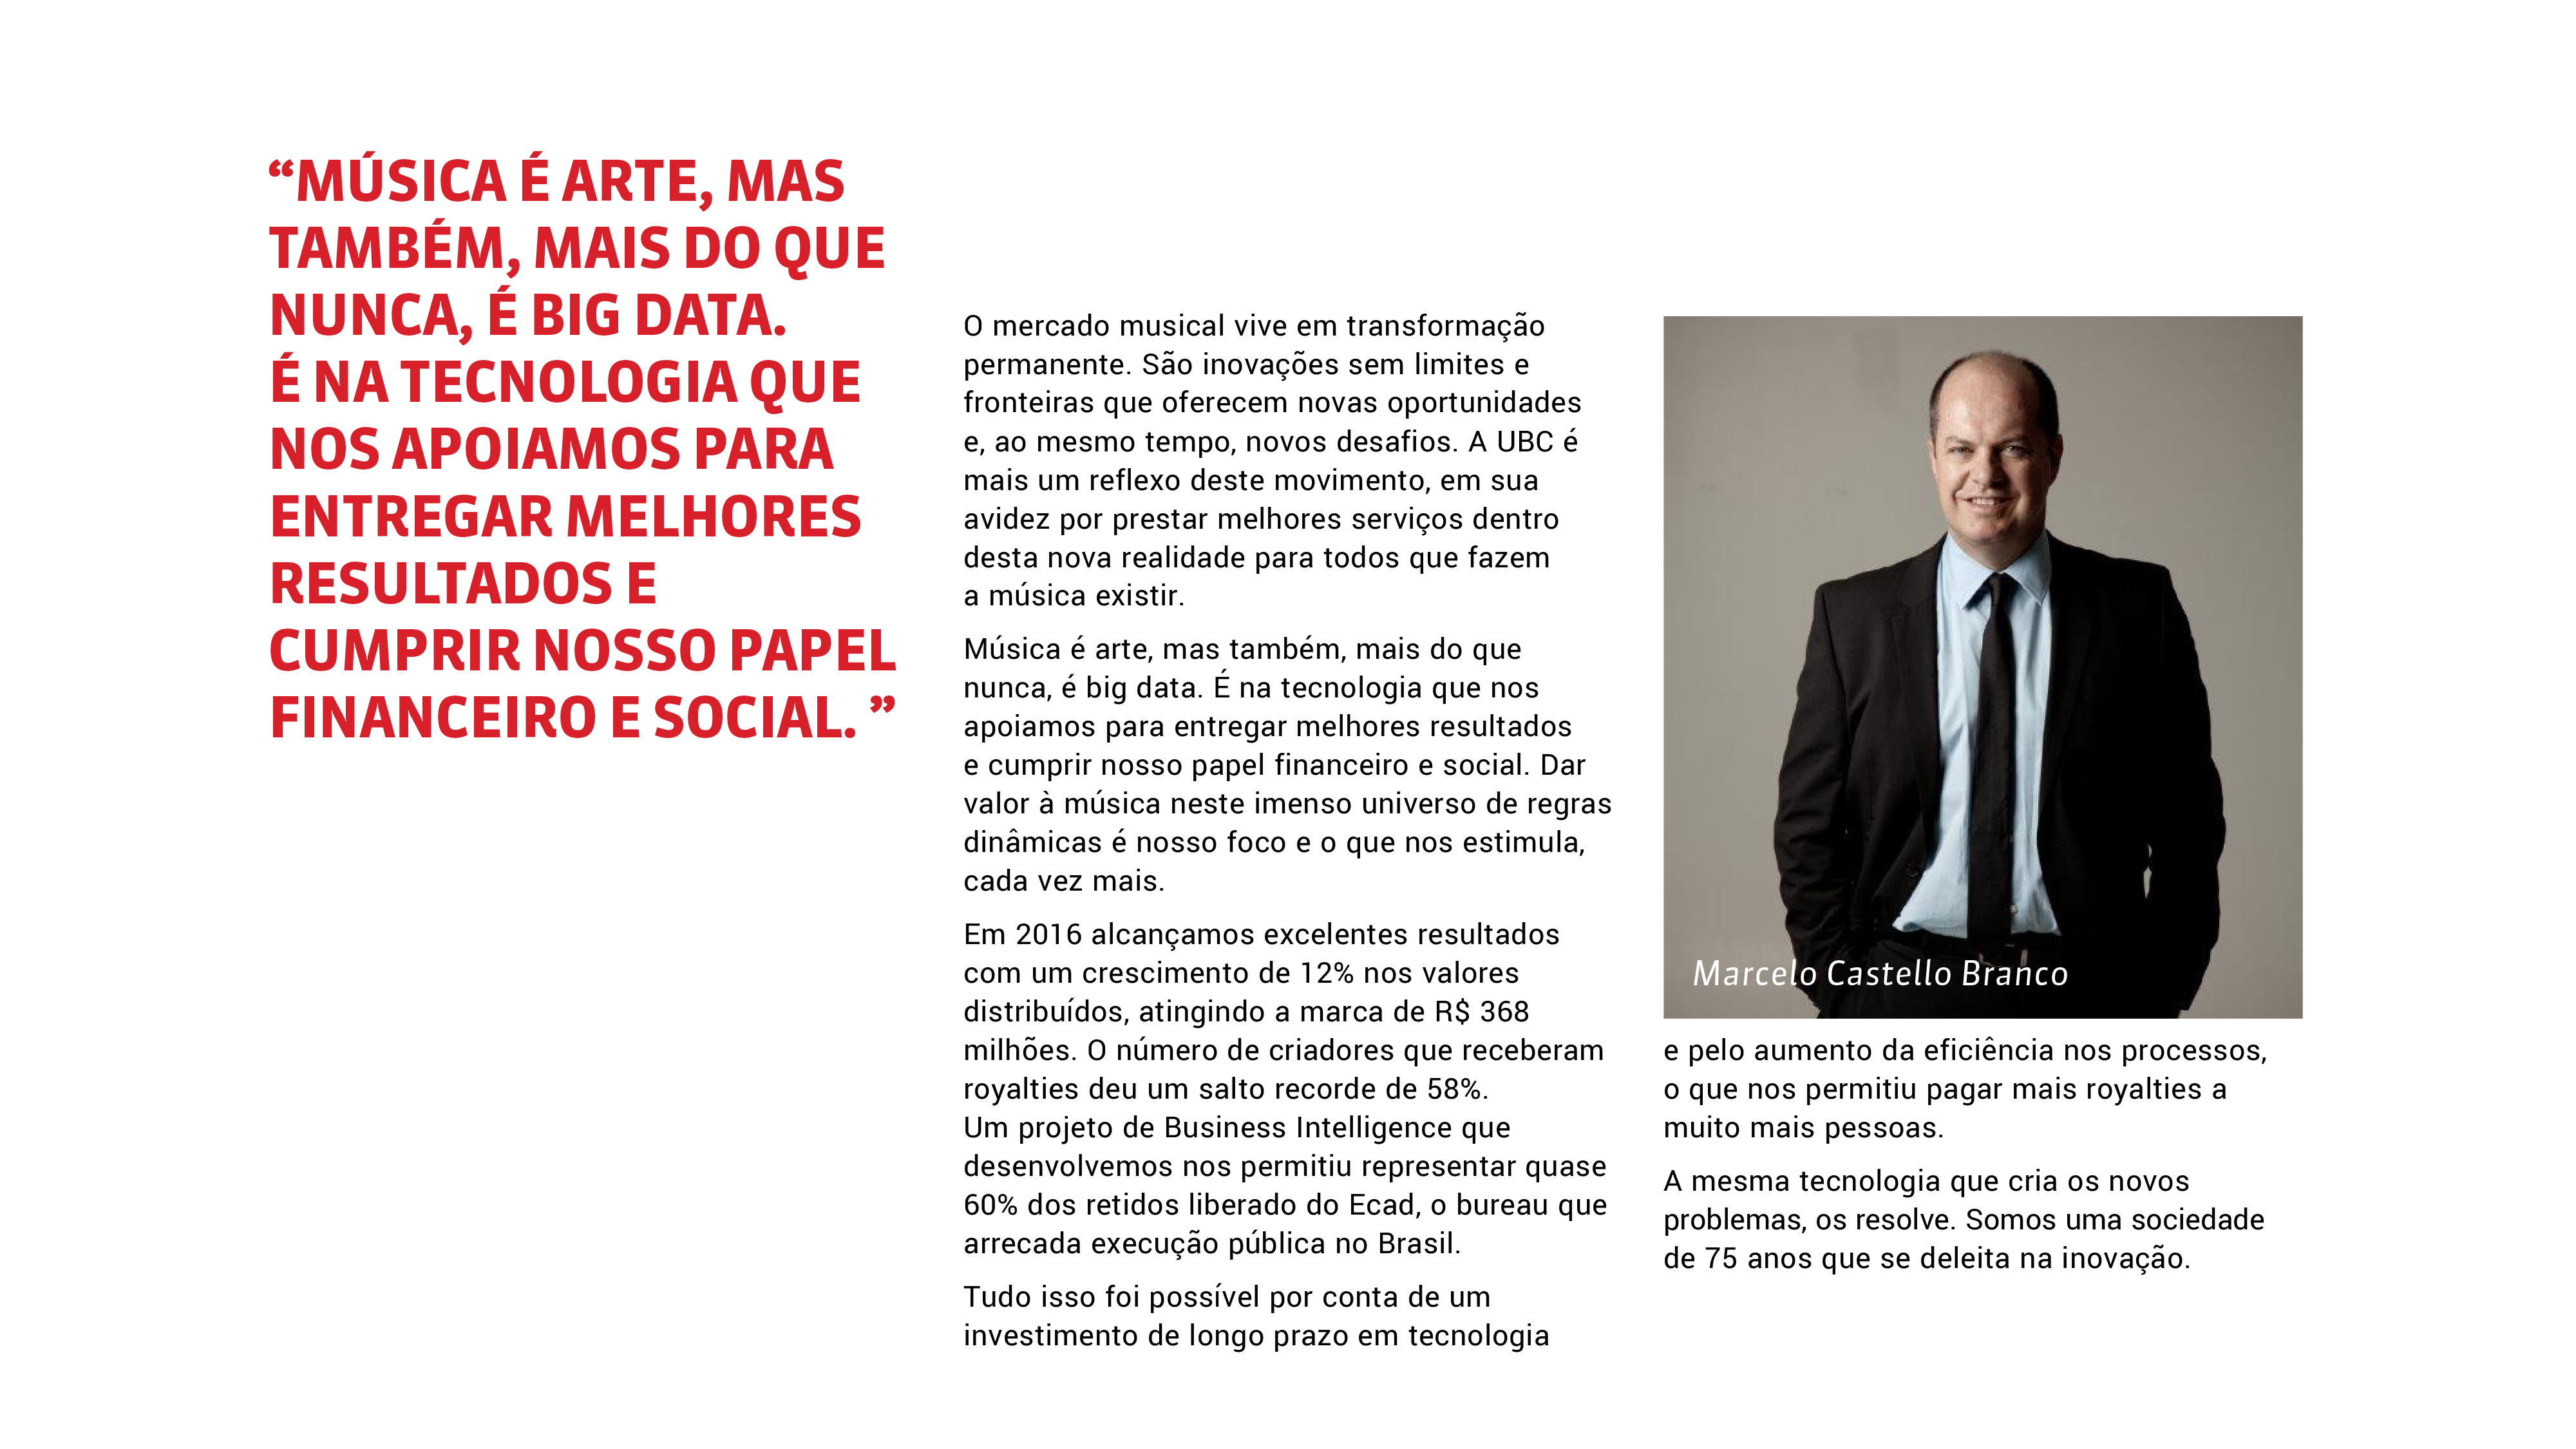 “MÚSICA É ARTE, MAS
TAMBÉM, MAIS DO QUE
NUNCA, É BIG DATA.
É NA TECNOLOGIA QUE
NOS APOIAMOS PARA
ENTREGAR MELHORES
RESULTADOS E
CUMPRIR NOSSO PAPEL
FINANCEIRO E SOCIAL. ”
O mercado musical vive em transformação
permanente. São inovações sem limites e
fronteiras que oferecem novas oportunidades
e, ao mesmo tempo, novos desafios. A UBC é
mais um reflexo deste movimento, em sua
avidez por prestar melhores serviços dentro
desta nova realidade para todos que fazem
a música existir.
Música é arte, mas também, mais do que
nunca, é big data. É na tecnologia que nos
apoiamos para entregar melhores resultados
e cumprir nosso papel financeiro e social. Dar
valor à música neste imenso universo de regras
dinâmicas é nosso foco e o que nos estimula,
cada vez mais.
Em 2016 alcançamos excelentes resultados
com um crescimento de 12% nos valores
distribuídos, atingindo a marca de R$ 368
milhões. O número de criadores que receberam
royalties deu um salto recorde de 58%.
Um projeto de Business Intelligence que
desenvolvemos nos permitiu representar quase
60% dos retidos liberado do Ecad, o bureau que
arrecada execução pública no Brasil.
Tudo isso foi possível por conta de um
investimento de longo prazo em tecnologia
Marcelo Castello Branco
e pelo aumento da eficiência nos processos,
o que nos permitiu pagar mais royalties a
muito mais pessoas.
A mesma tecnologia que cria os novos
problemas, os resolve. Somos uma sociedade
de 75 anos que se deleita na inovação.